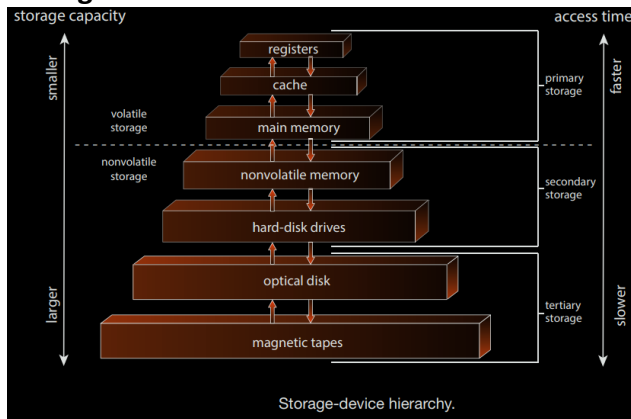 storage capacity
access time
smaller
faster
registers
cache
primary
storage
volatile
storage
main memory
nonvolatile
storage
nonvolatile memory
secondary
storage
hard-disk drives
optical disk
larger
slower
tertiary
storage
magnetic tapes
Storage-device hierarchy.